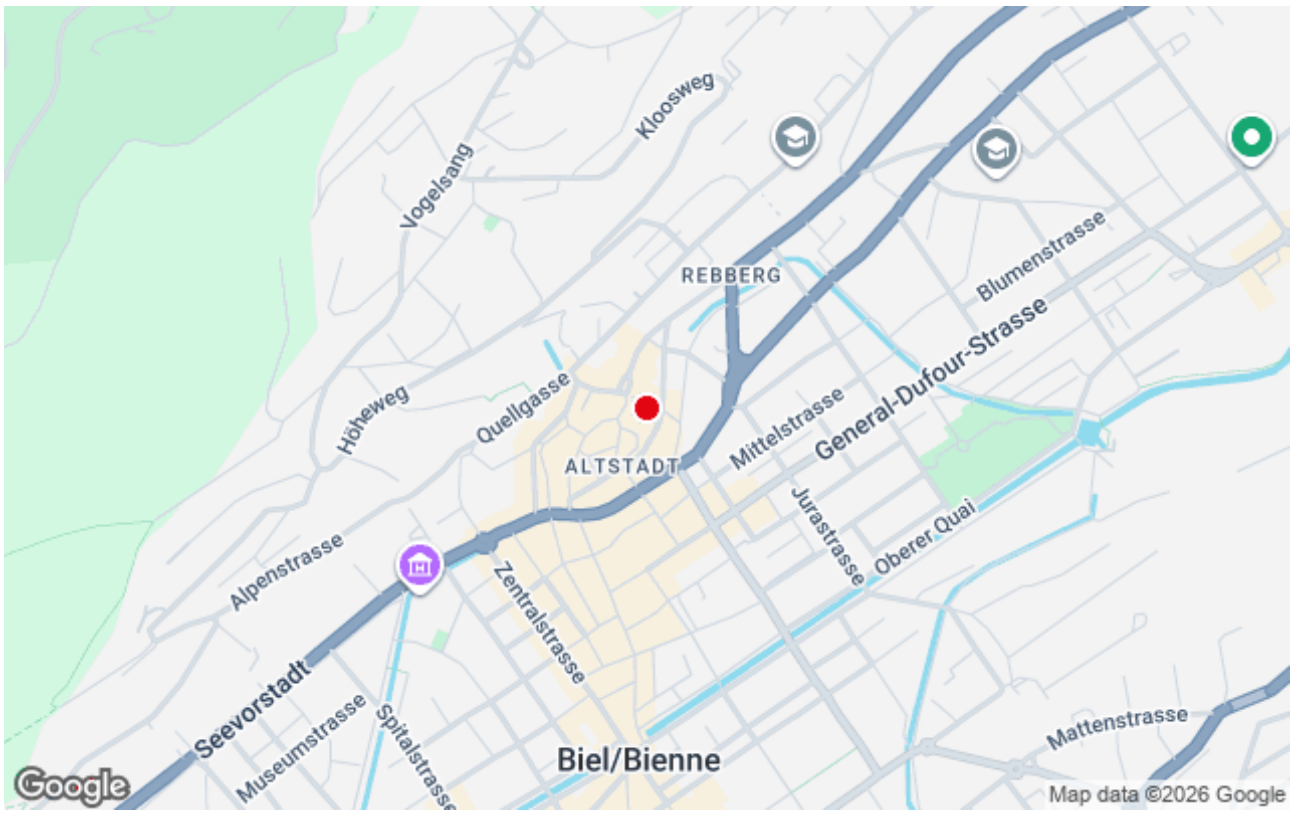 Kloosweg
Vogelsang
REBBERG
Blumenstrasse
General-Dufour-Strasse
Höheweg
Quellgasse
Mittelstrasse
ALTSTADT
Jurastrasse
Oberer Quai
Alpenstrasse
Zentralstrasse
Seevorstadt
Museumstrasse
Spitalstrasse
Mattenstrasse
Biel/Bienne
Google
Map data ©2026 Google